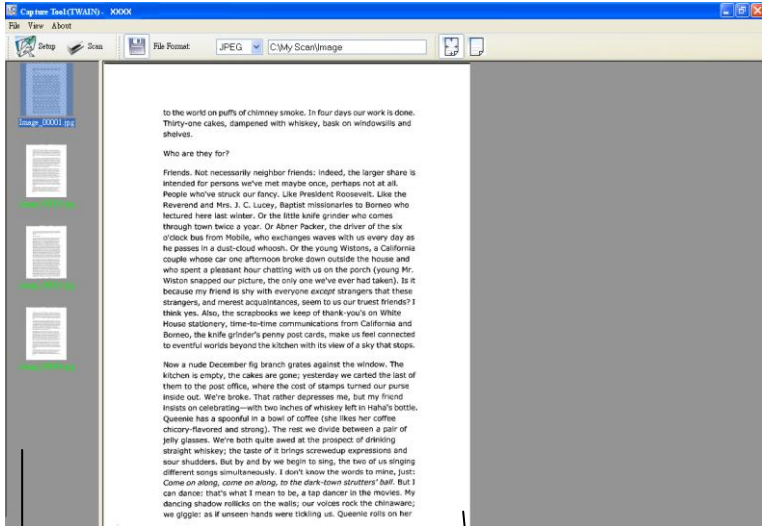 Capture Tool(TWAIN) - XXXX
File View About
Setup Scan File Format: JPEG C:\My Scan\Image
Image_00001.jpg
to the world on puffs of chimney smoke. In four days our work is done.
Thirty-one cakes, dampened with whiskey, bask on windowsills and
shelves.
Who are they for?
Friends. Not necessarily neighbor friends: indeed, the larger share is
intended for persons we've met maybe once, perhaps not at all.
People who've struck our fancy. Like President Roosevelt. Like the
Reverend and Mrs. J. C. Lucey, Baptist missionaries to Borneo who
lectured here last winter. Or the little knife grinder who comes
through town twice a year. Or Abner Packer, the driver of the six
o'clock bus from Mobile, who exchanges waves with us every day as
he passes in a dust-cloud whoosh. Or the young Wistons, a California
couple whose car one afternoon broke down outside the house and
who spent a pleasant hour chatting with us on the porch (young Mr.
Wiston snapped our picture, the only one we've ever had taken). Is it
because my friend is shy with everyone except strangers that these
strangers, and merest acquaintances, seem to us our truest friends? I
think yes. Also, the scrapbooks we keep of thank-you's on White
House stationery, time-to-time communications from California and
Borneo, the knife grinder's penny post cards, make us feel connected
to eventful worlds beyond the kitchen with its view of a sky that stops.
Now a nude December fig branch grates against the window. The
kitchen is empty, the cakes are gone; yesterday we carted the last of
them to the post office, where the cost of stamps turned our purse
inside out. We're broke. That rather depresses me, but my friend
insists on celebrating—with two inches of whiskey left in Haha's bottle.
Queenie has a spoonful in a bowl of coffee (she likes her coffee
chicory-flavored and strong). The rest we divide between a pair of
jelly glasses. We're both quite awed at the prospect of drinking
straight whiskey; the taste of it brings screwedup expressions and
sour shudders. But by and by we begin to sing, the two of us singing
different songs simultaneously. I don't know the words to mine, just:
Come on along, come on along, to the dark-town strutters' ball. But I
can dance: that's what I mean to be, a tap dancer in the movies. My
dancing shadow rollicks on the walls; our voices rock the chinaware;
we giggle: as if unseen hands were tickling us. Queenie rolls on her